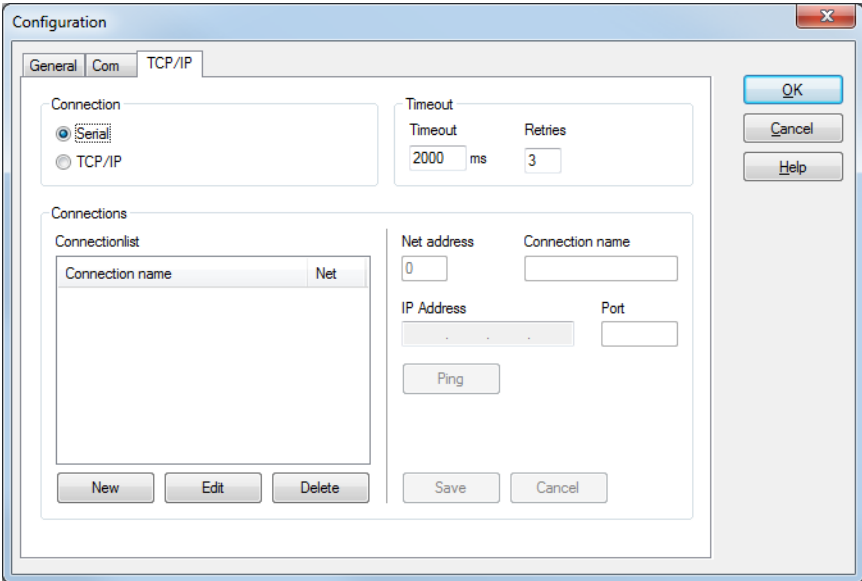 Configuration
General Com TCP/IP
Connection
Serial
TCP/IP
Timeout
Timeout Retries
2000 ms 3
OK
Cancel
Help
Connections
Connectionlist
Connection name Net
Net address Connection name
0
IP Address Port
. . .
Ping
New Edit Delete
Save Cancel